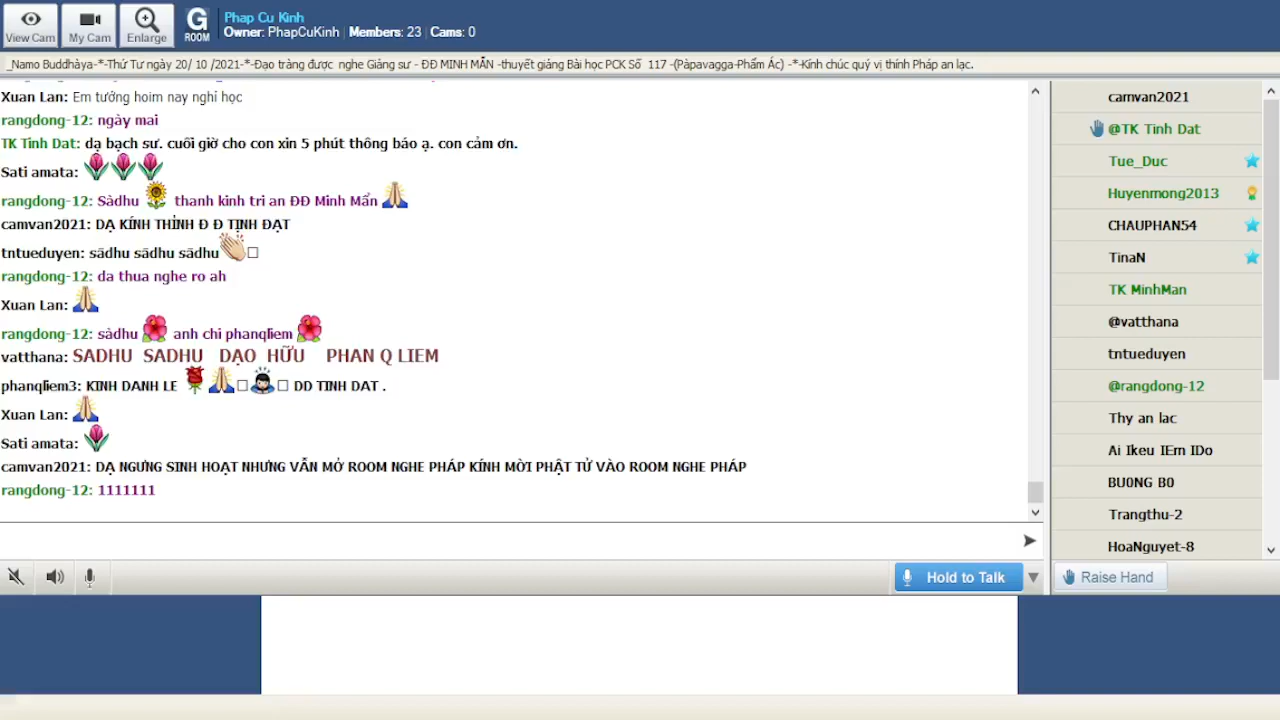 View Cam
My Cam
Enlarge
G
ROOM
Phap Cu Kinh
Owner: PhapCuKinh | Members: 23 | Cams: 0
_Namo Buddhàya-*-Thứ Tư ngày 20/ 10 /2021-*-Đạo tràng được nghe Giảng sư - ĐĐ MINH MẪN -thuyết giảng Bài học PCK Số 117 -(Pàpavagga-Phẩm Ác) -*-Kính chúc quý vị thính Pháp an lạc.
Xuan Lan: Em tướng hoim nay nghỉ học
rangdong-12: ngày mai
TK Tinh Dat: dạ bạch sư. cuối giờ cho con xin 5 phút thông báo ạ. con cảm ơn.
Sati amata:
rangdong-12: Sàdhu thanh kinh tri an ĐĐ Minh Mẩn
camvan2021: DẠ KÍNH THỈNH Đ Đ TỊNH ĐẠT
tntueduyen: sādhu sādhu sādhu
rangdong-12: da thua nghe ro ah
Xuan Lan:
rangdong-12: sàdhu anh chi phanqliem
vatthana: SADHU SADHU DẠO HỮU PHAN Q LIEM
phanqliem3: KINH DANH LE DD TINH DAT .
Xuan Lan:
Sati amata:
camvan2021: DẠ NGƯNG SINH HOẠT NHƯNG VẪN MỞ ROOM NGHE PHÁP KÍNH MỜI PHẬT TỬ VÀO ROOM NGHE PHÁP
rangdong-12: 1111111
Hold to Talk
camvan2021
@TK Tinh Dat
Tue_Duc
Huyenmong2013
CHAUPHAN54
TinaN
TK MinhMan
@vatthana
tntueduyen
@rangdong-12
Thy an lac
Ai Ikeu IEm IDo
BU0NG B0
Trangthu-2
HoaNguyet-8
Raise Hand